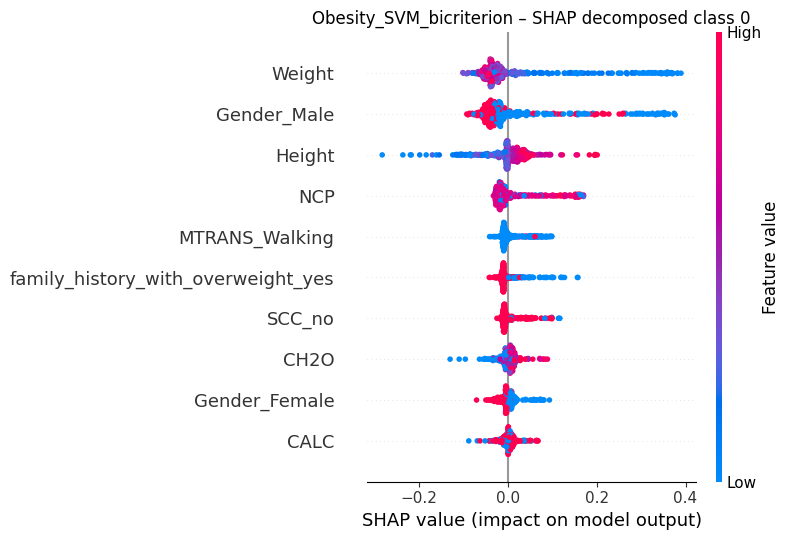 Obesity_SVM_bicriterion – SHAP decomposed class 0
High
Weight
Gender_Male
Height
NCP
MTRANS_Walking
family_history_with_overweight_yes
SCC_no
CH2O
Gender_Female
CALC
Feature value
Low
−0.2 0.0 0.2 0.4
SHAP value (impact on model output)